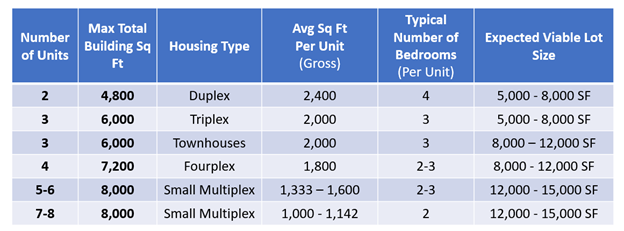 Number of Units | Max Total Building Sq Ft | Housing Type | Avg Sq Ft Per Unit (Gross) | Typical Number of Bedrooms (Per Unit) | Expected Viable Lot Size
2 | 4,800 | Duplex | 2,400 | 4 | 5,000 - 8,000 SF
3 | 6,000 | Triplex | 2,000 | 3 | 5,000 - 8,000 SF
3 | 6,000 | Townhouses | 2,000 | 3 | 8,000 – 12,000 SF
4 | 7,200 | Fourplex | 1,800 | 2-3 | 8,000 - 12,000 SF
5-6 | 8,000 | Small Multiplex | 1,333 – 1,600 | 2-3 | 12,000 - 15,000 SF
7-8 | 8,000 | Small Multiplex | 1,000 - 1,142 | 2 | 12,000 - 15,000 SF